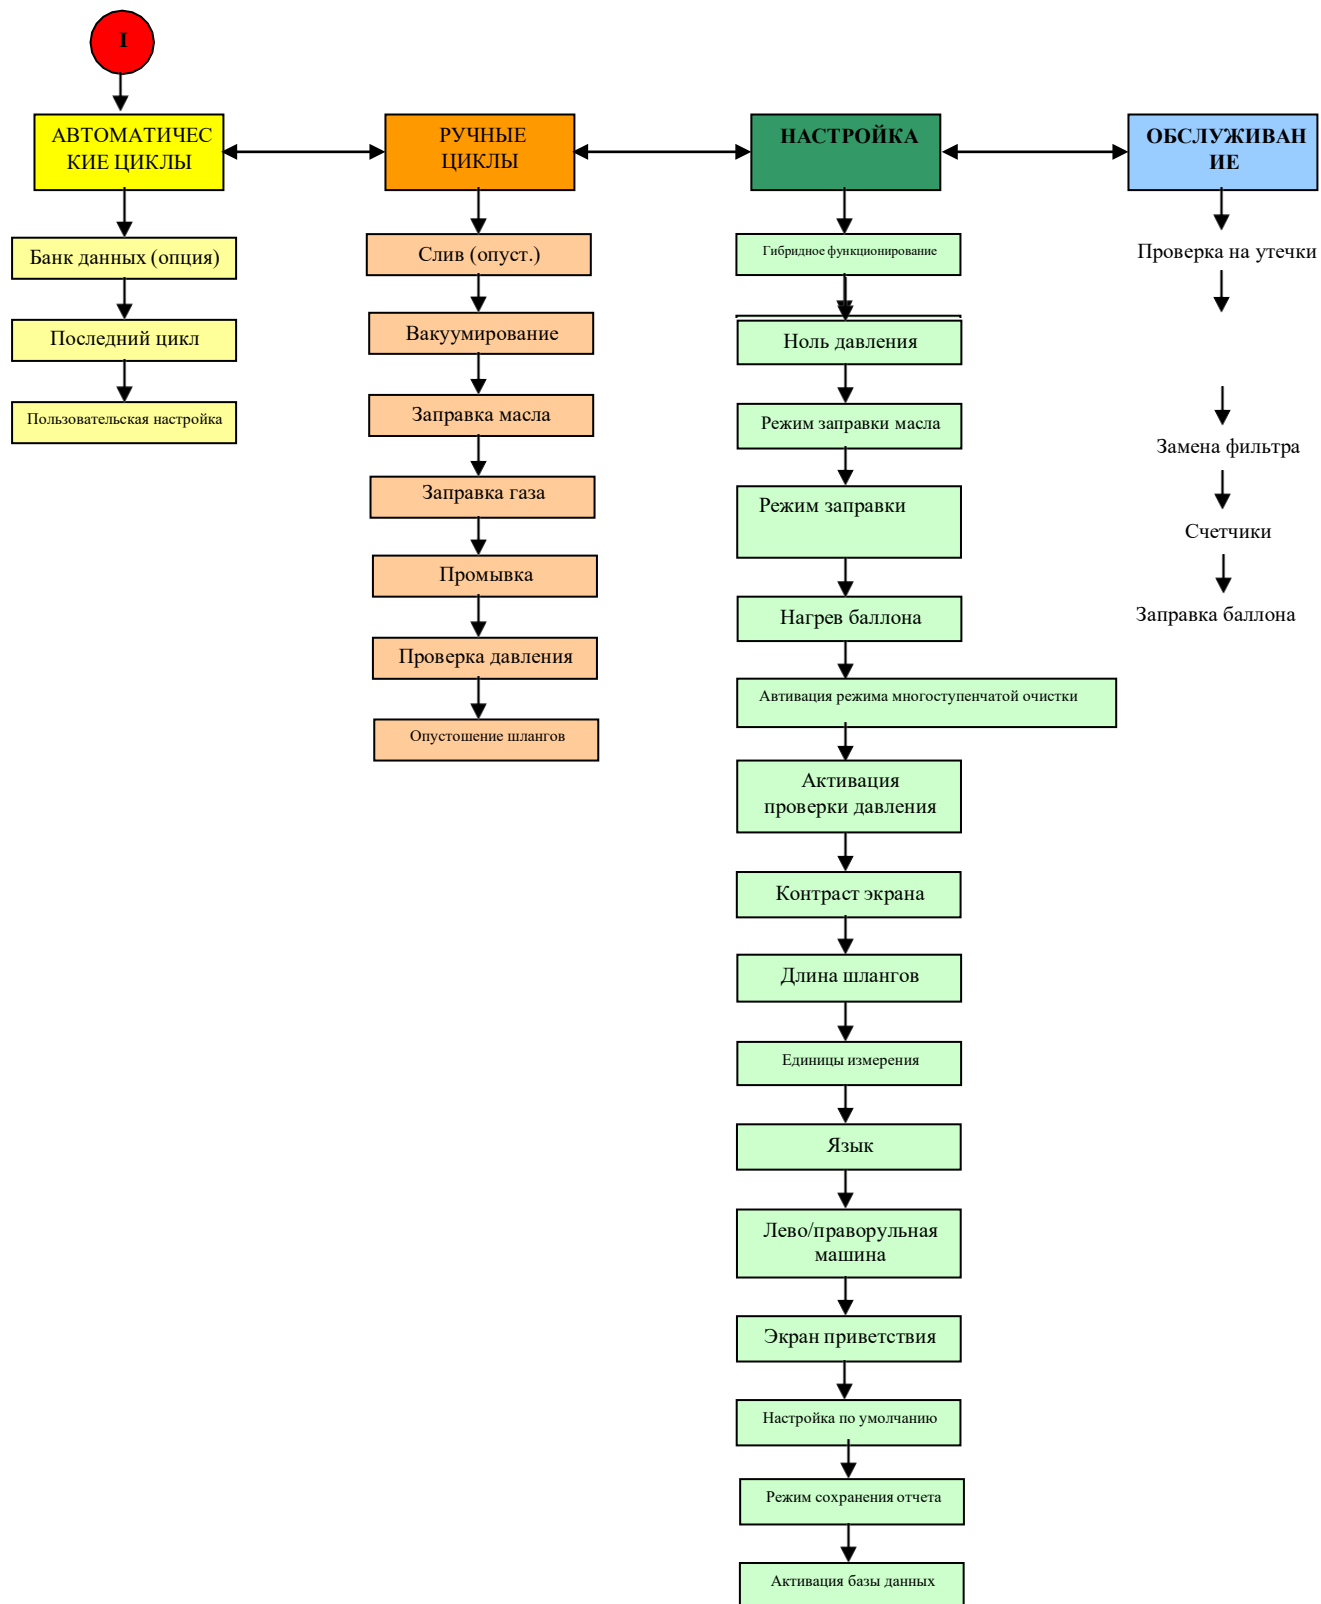 I
АВТОМАТИЧЕС
КИЕ ЦИКЛЫ
Банк данных (опция)
Последний цикл
Пользовательская настройка
РУЧНЫЕ
ЦИКЛЫ
Слив (опуст.)
Вакуумирование
Заправка масла
Заправка газа
Промывка
Проверка давления
Опустошение шлангов
НАСТРОЙКА
Гибридное функционирование
Ноль давления
Режим заправки масла
Режим заправки
Нагрев баллона
Автивация режима многоступенчатой очистки
Активация
проверки давления
Контраст экрана
Длина шлангов
Единицы измерения
Язык
Лево/праворульная
машина
Экран приветствия
Настройка по умолчанию
Режим сохранения отчета
Активация базы данных
ОБСЛУЖИВАН
ИЕ
Проверка на утечки
Замена фильтра
Счетчики
Заправка баллона